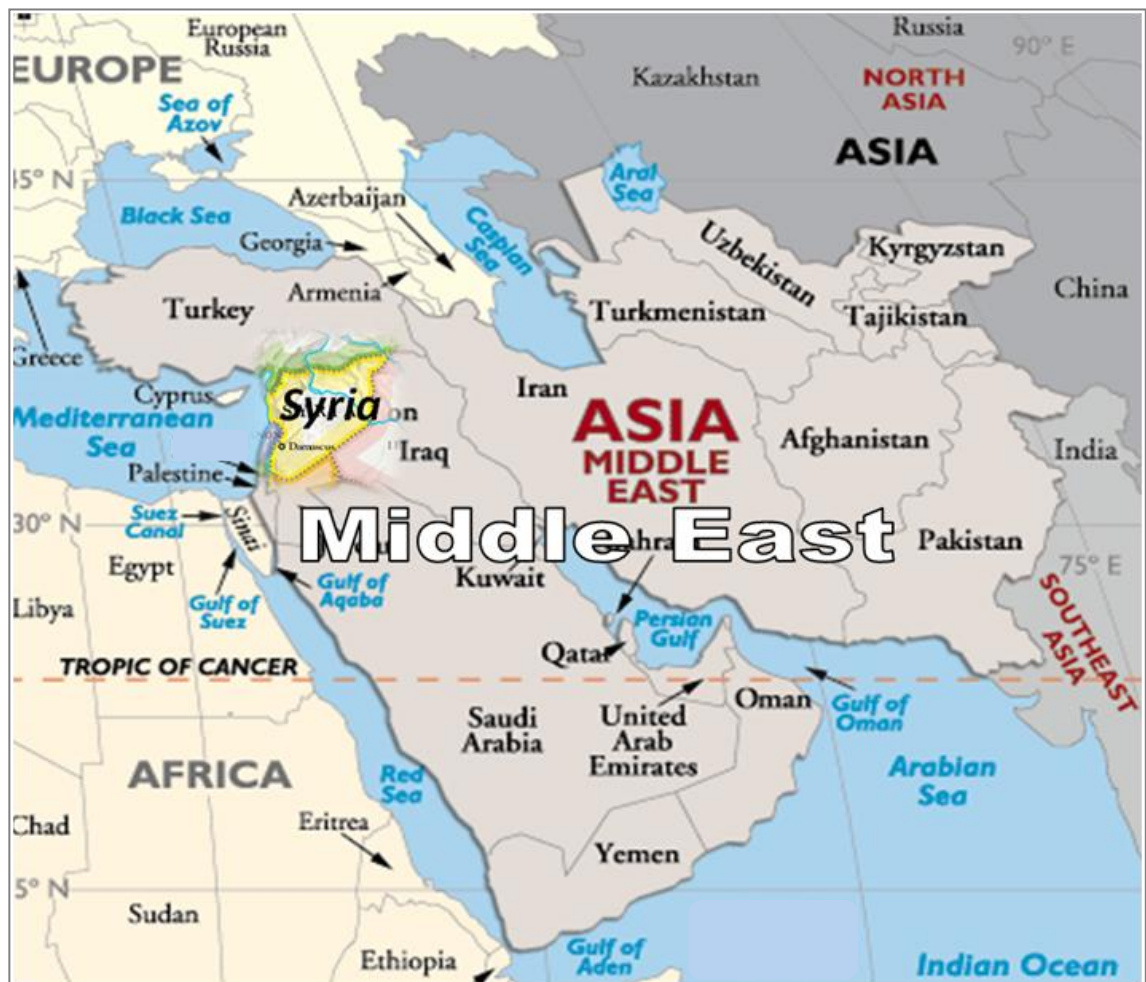 European
Russia
Russia
90° E
EUROPE
Kazakhstan
NORTH
ASIA
Sea of
Azov
ASIA
45° N
Aral
Sea
Azerbaijan
Black Sea
Caspian
Sea
Georgia
Uzbekistan
Kyrgyzstan
Armenia
China
Turkey
Turkmenistan
Tajikistan
Greece
Iran
Cyprus
Syria
on
Mediterranean
Sea
ASIA
MIDDLE
EAST
Afghanistan
India
Damascus
Iraq
Palestine
30° N
Suez
Canal
Sinai
Middle East
Pakistan
Egypt
Kuwait
75° E
Gulf of
Aqaba
Libya
Gulf of
Suez
Persian
Gulf
SOUTHEAST
ASIA
Qatar
TROPIC OF CANCER
Oman
Gulf of
Oman
Saudi
Arabia
United
Arab
Emirates
AFRICA
Red
Sea
Arabian
Sea
Chad
Eritrea
Yemen
5° N
Sudan
Ethiopia
Gulf of
Aden
Indian Ocean